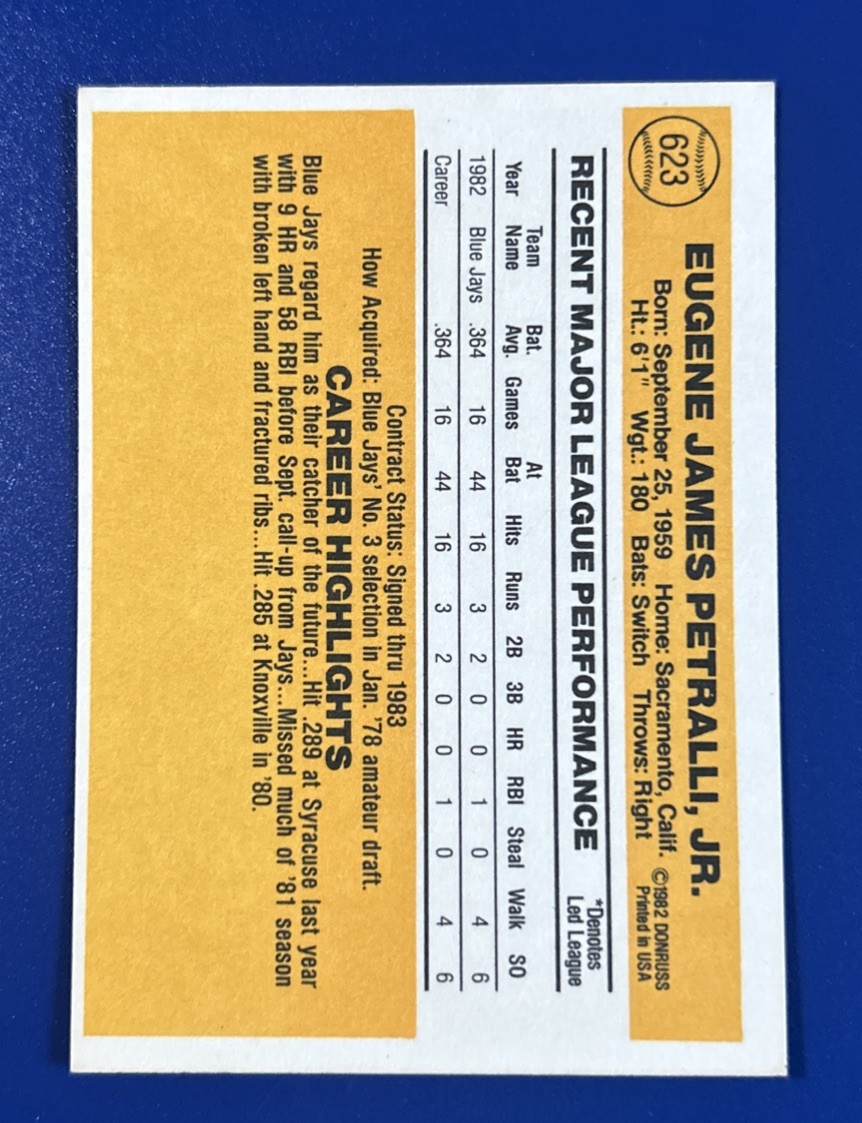 623
EUGENE JAMES PETRALLI, JR.
Born: September 25, 1959 Home: Sacramento, Calif. ©1982 DONRUSS
Ht.: 6'1" Wgt.: 180 Bats: Switch Throws: Right Printed in USA
RECENT MAJOR LEAGUE PERFORMANCE
*Denotes
Led League
Team Bat. At
Year Name Avg. Games Bat Hits Runs 2B 3B HR RBI Steal Walk SO
1982 Blue Jays .364 16 44 16 3 2 0 0 1 0 4 6
Career .364 16 44 16 3 2 0 0 1 0 4 6
Contract Status: Signed thru 1983
How Acquired: Blue Jays' No. 3 selection in Jan. '78 amateur draft.
CAREER HIGHLIGHTS
Blue Jays regard him as their catcher of the future...Hit .289 at Syracuse last year
with 9 HR and 58 RBI before Sept. call-up from Jays...Missed much of '81 season
with broken left hand and fractured ribs...Hit .285 at Knoxville in '80.